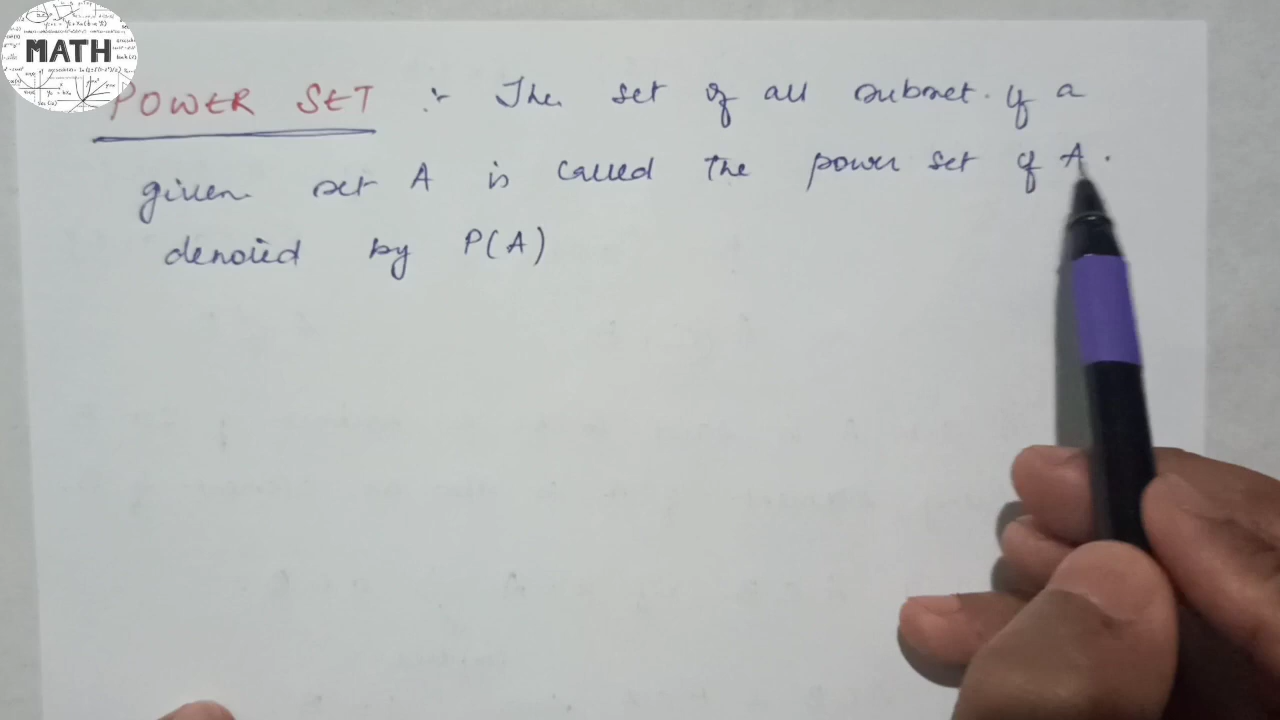 MATH
POWER SET :- The set of all subset. of a
given set A is called the power set of A.
denoted by P(A)